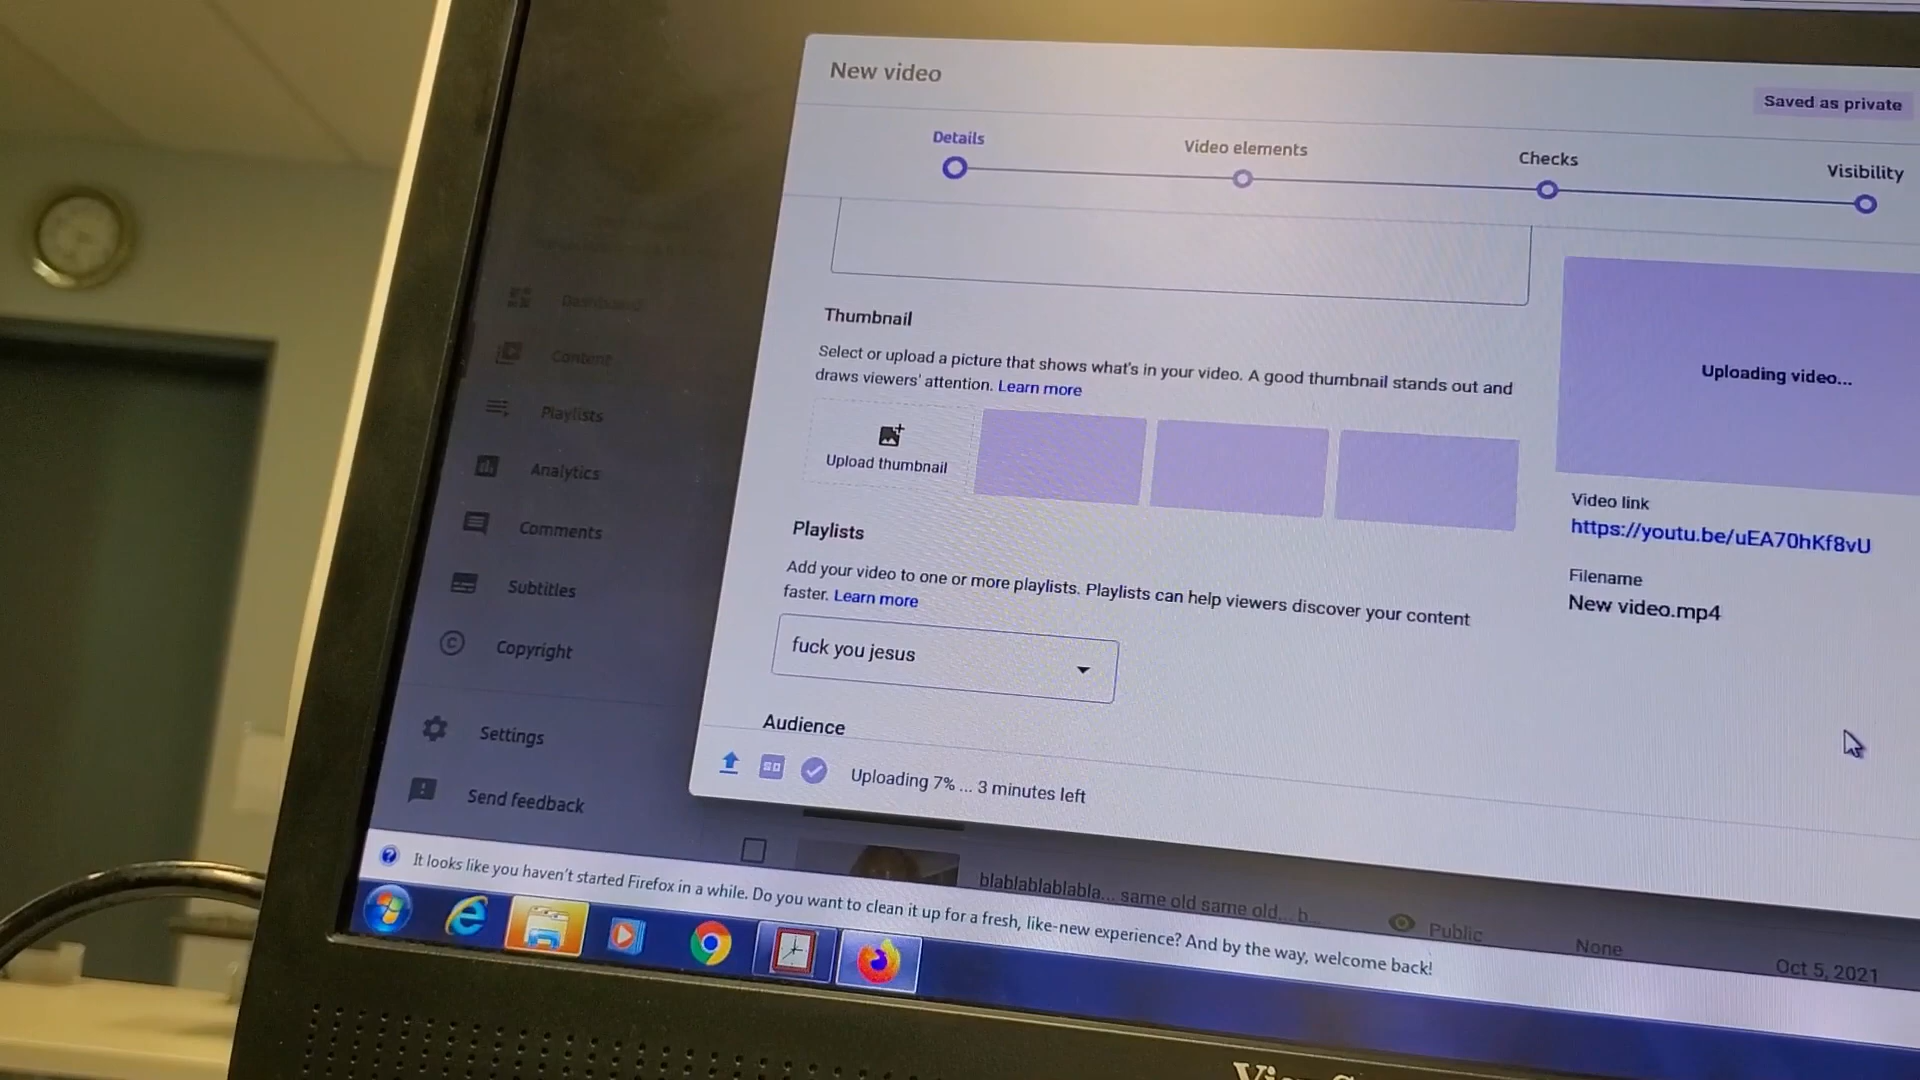 New video
Saved as private
Details
Video elements
Checks
Visibility
Dashboard
Content
Playlists
Analytics
Comments
Subtitles
Copyright
Settings
Send feedback
Thumbnail
Select or upload a picture that shows what's in your video. A good thumbnail stands out and
draws viewers' attention. Learn more
Upload thumbnail
Uploading video...
Video link
https://youtu.be/uEA70hKf8vU
Filename
New video.mp4
Playlists
Add your video to one or more playlists. Playlists can help viewers discover your content
faster. Learn more
fuck you jesus
Audience
SD
Uploading 7% ... 3 minutes left
blablablablabla... same old same old... b...
Public
None
Oct 5, 2021
It looks like you haven't started Firefox in a while. Do you want to clean it up for a fresh, like-new experience? And by the way, welcome back!